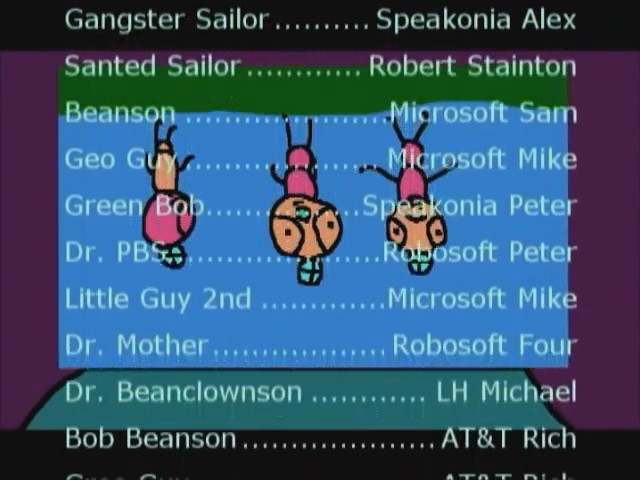 Gangster Sailor.......... Speakonia Alex
Santed Sailor ............ Robert Stainton
Beanson .....................Microsoft Sam
Geo Guy.................... Microsoft Mike
Green Bob................Speakonia Peter
Dr. PBS.....................Robosoft Peter
Little Guy 2nd .............Microsoft Mike
Dr. Mother.................. Robosoft Four
Dr. Beanclownson ............ LH Michael
Bob Beanson.................... AT&T Rich
AT&T Rich